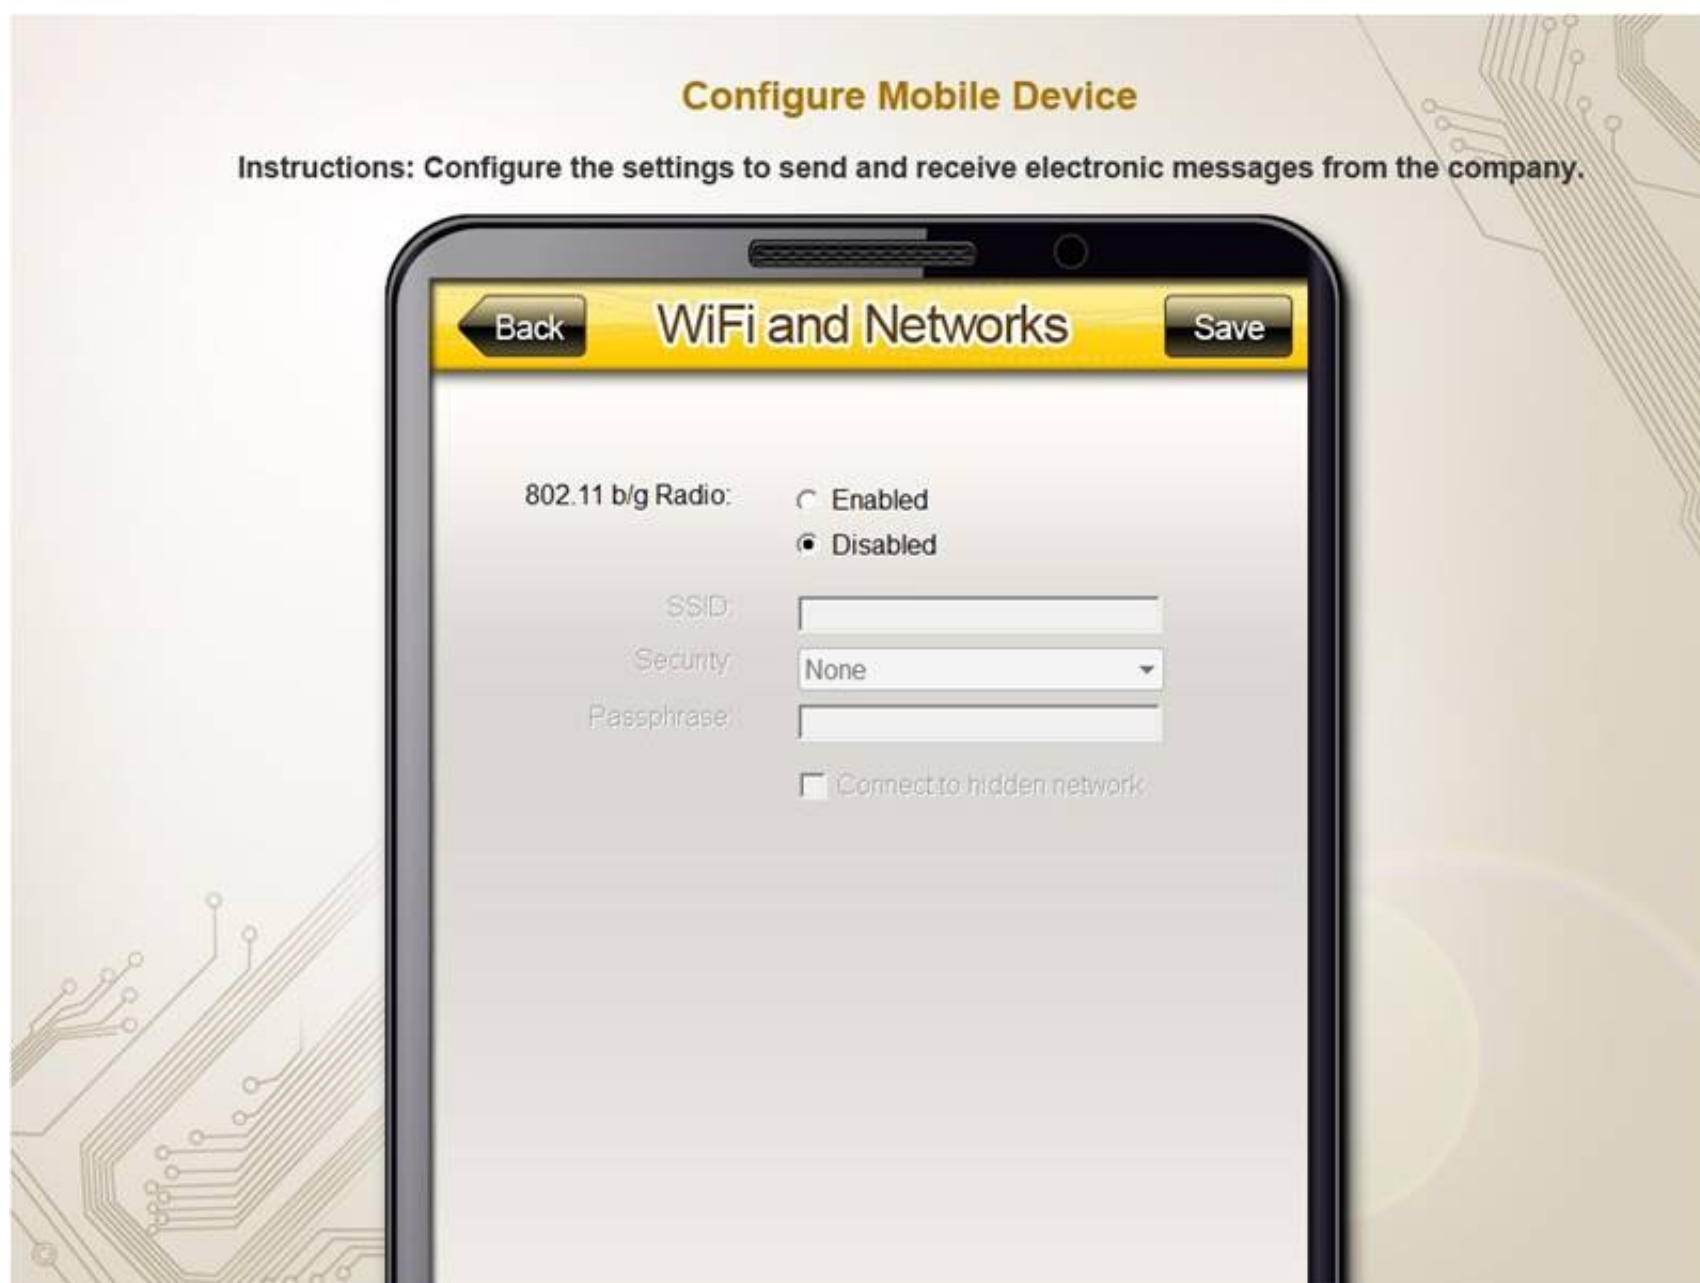 Configure Mobile Device
Instructions: Configure the settings to send and receive electronic messages from the company.
Back WiFi and Networks Save
802.11 b/g Radio: Enabled
Disabled
SSID:
Security: None
Passphrase:
Connect to hidden network